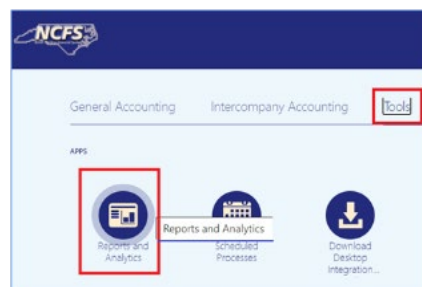 NCFS
General Accounting Intercompany Accounting Tools
APPS
Reports and Analytics
Reports and Scheduled Download
Analytics Processes Desktop
Integration...